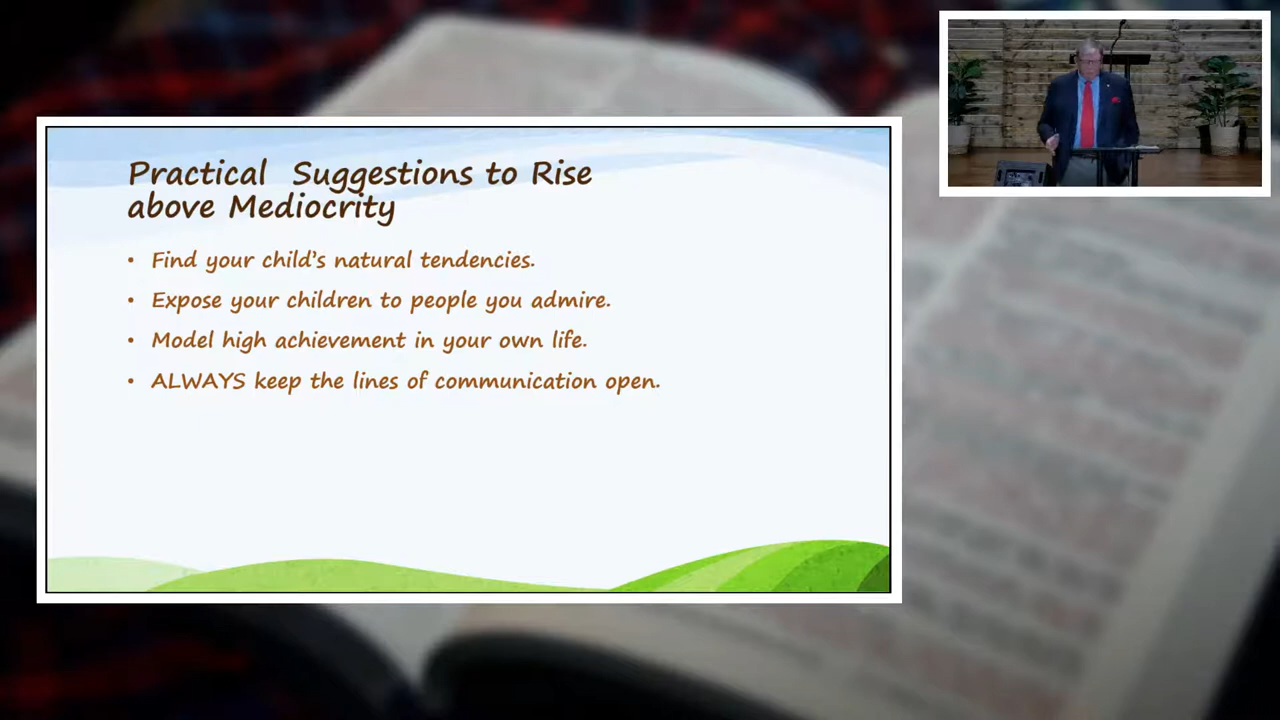 Practical  Suggestions to Rise
above Mediocrity
• Find your child's natural tendencies.
• Expose your children to people you admire.
• Model high achievement in your own life.
• ALWAYS keep the lines of communication open.